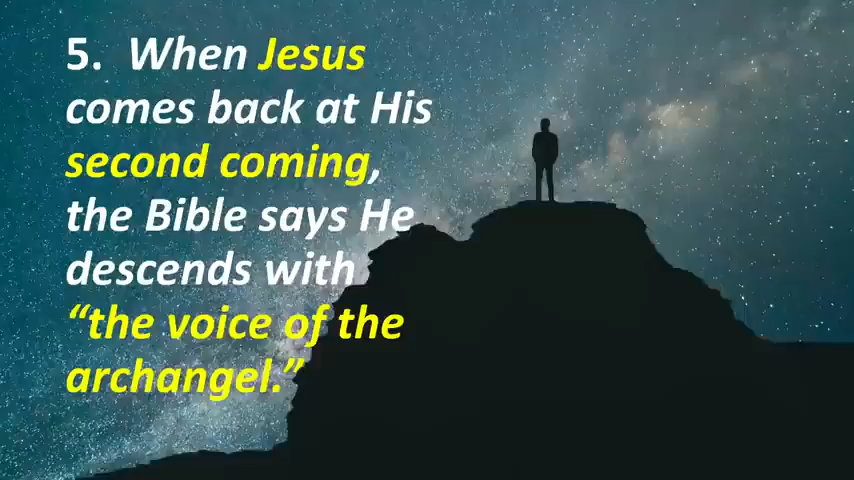 5. When Jesus
comes back at His
second coming,
the Bible says He
descends with
“the voice of the
archangel.”